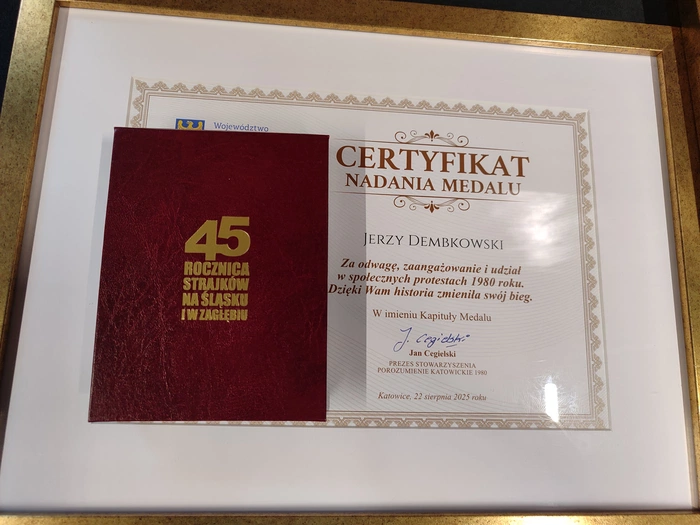 Województwo
45
ROCZNICA
STRAJKÓW
NA ŚLĄSKU
I W ZAGŁĘBIU
CERTYFIKAT
NADANIA MEDALU
JERZY DEMBKOWSKI
Za odwagę, zaangażowanie i udział
w społecznych protestach 1980 roku.
Dzięki Wam historia zmieniła swój bieg.
W imieniu Kapituły Medalu
J. Cegielski
Jan Cegielski
PREZES STOWARZYSZENIA
POROZUMIENIE KATOWICKIE 1980
Katowice, 22 sierpnia 2025 roku